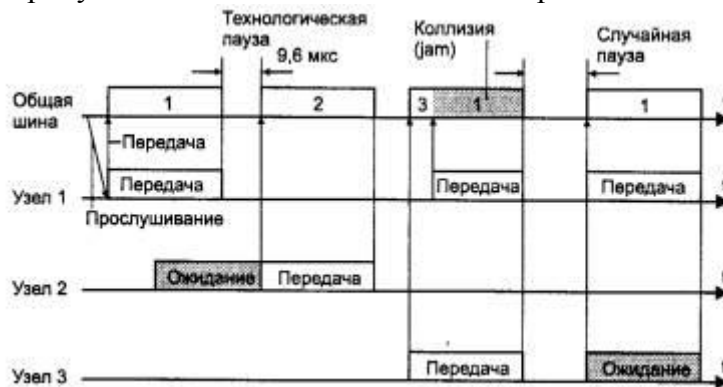 Технологическая
пауза
9,6 мкс
Коллизия
(jam)
Случайная
пауза
Общая
шина
1
2
3
1
1
Передача
Узел 1
Передача
Передача
Передача
Прослушивание
Узел 2
Ожидание
Передача
Узел 3
Передача
Ожидание